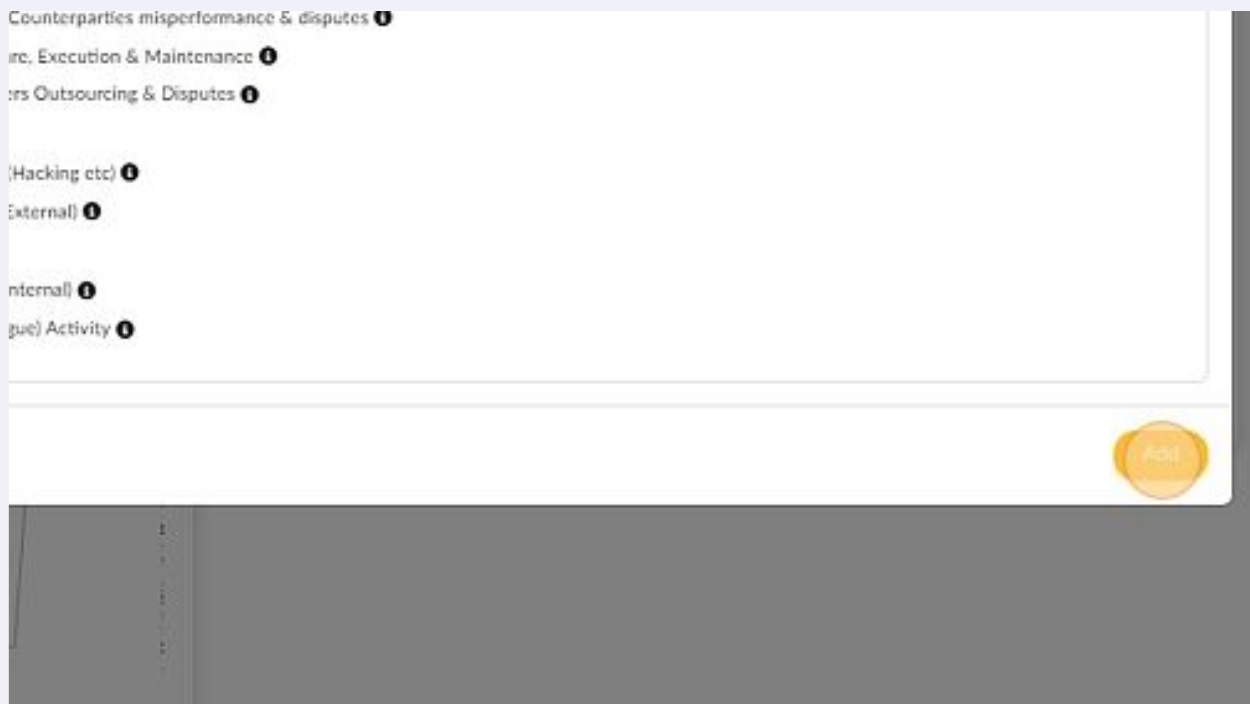 Counterparties misperformance & disputes
re, Execution & Maintenance
ers Outsourcing & Disputes
(Hacking etc)
External)
nternal)
gue) Activity
Add